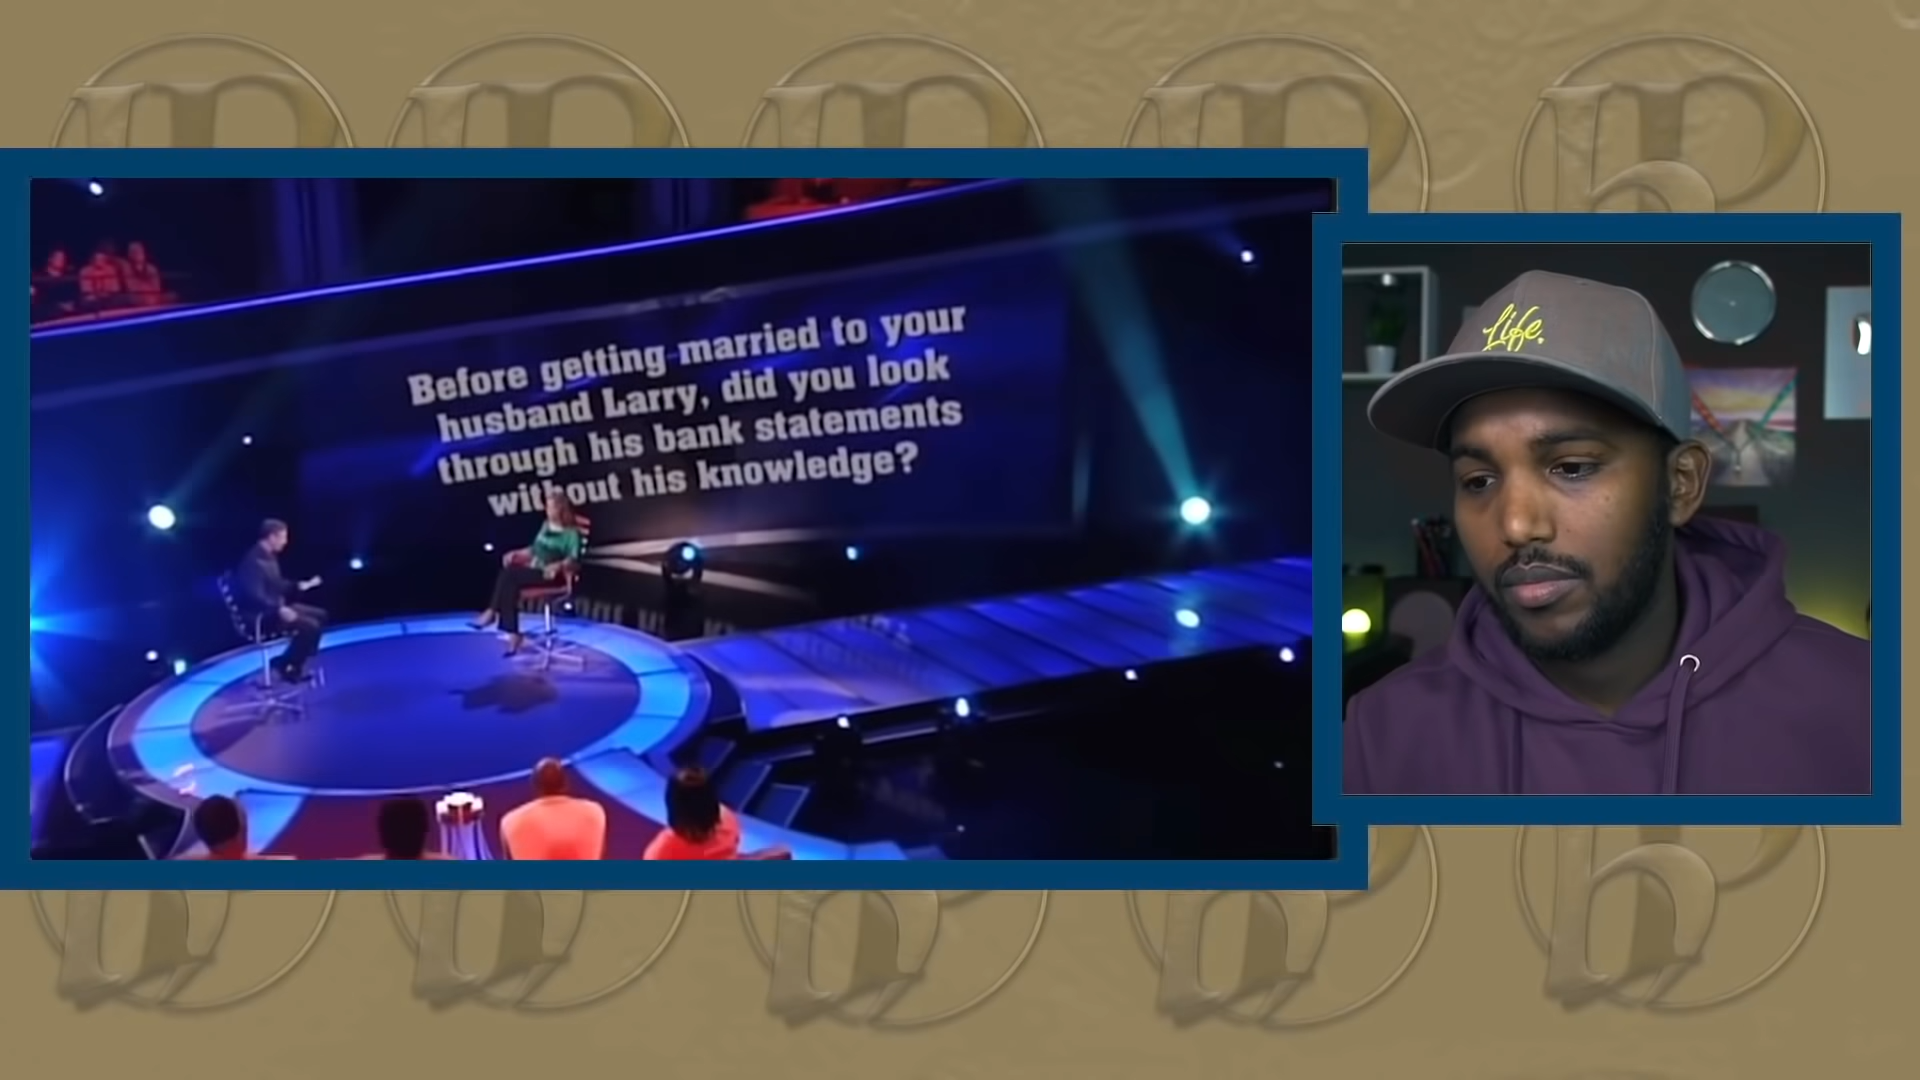 Before getting married to your
husband Larry, did you look
through his bank statements
without his knowledge?
Life.